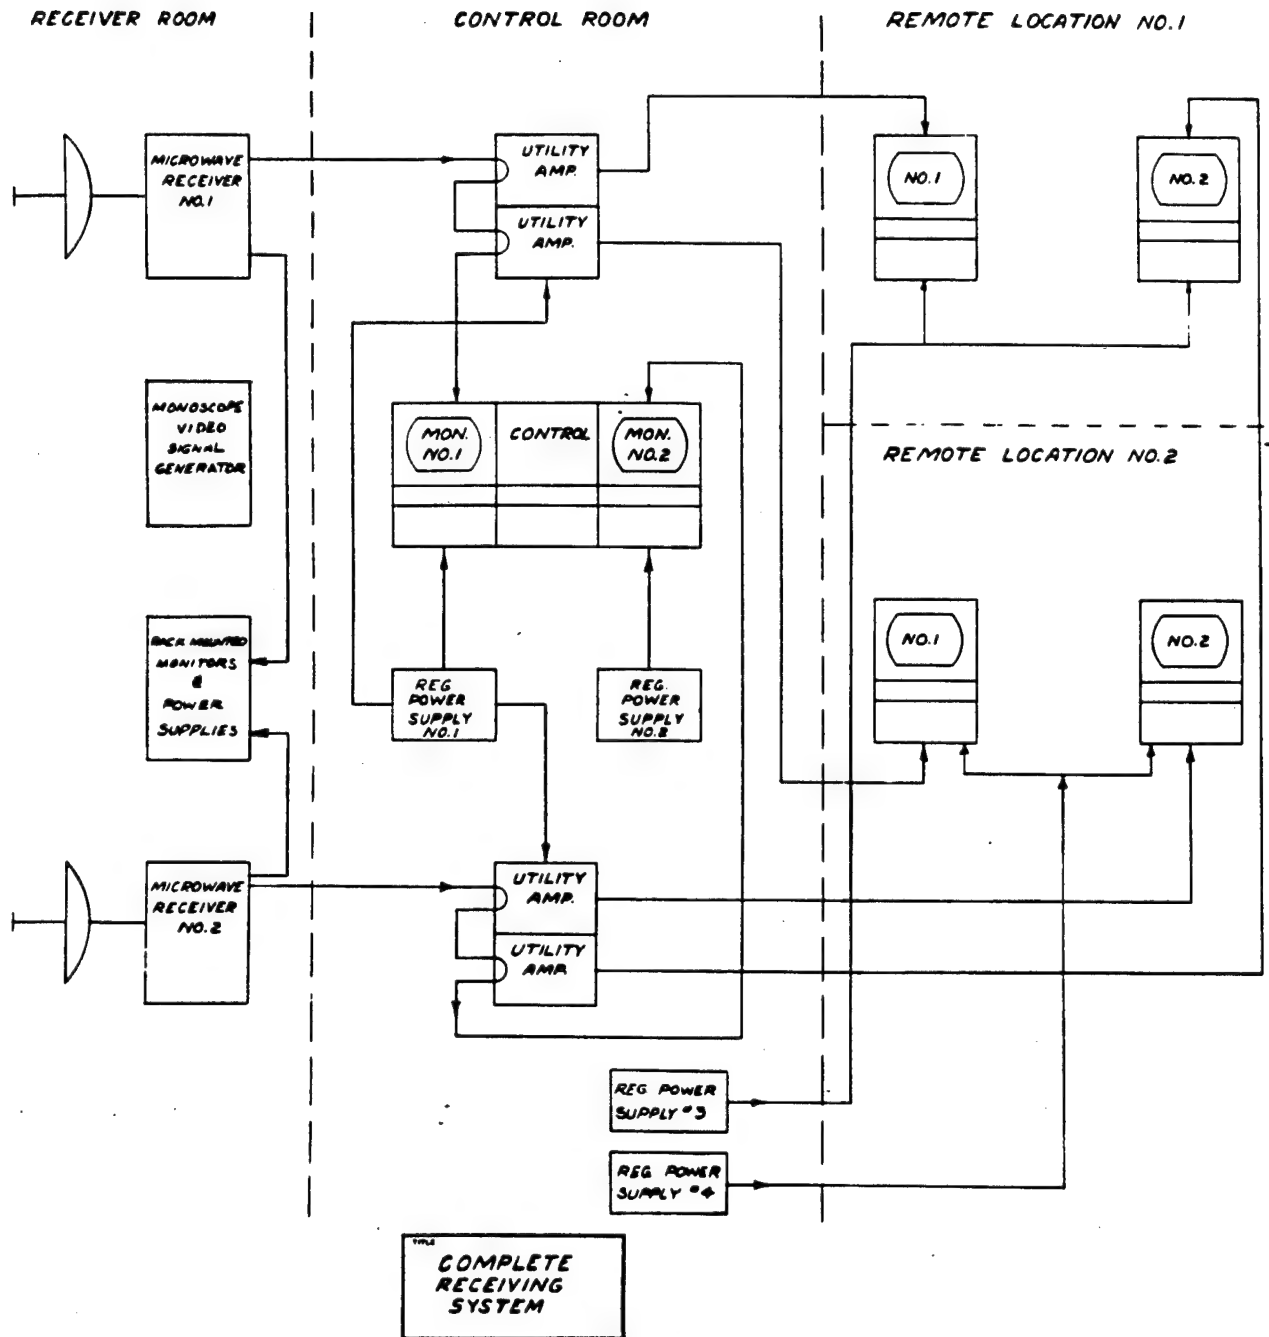 RECEIVER ROOM
CONTROL ROOM
REMOTE LOCATION NO.1
MICROWAVE
RECEIVER
NO.1
UTILITY
AMP.
UTILITY
AMP.
NO.1
NO.2
MONOSCOPE
VIDEO
SIGNAL
GENERATOR
MON.
NO.1
CONTROL
MON.
NO.2
REMOTE LOCATION NO.2
RACK MOUNTED
MONITORS
&
POWER
SUPPLIES
REG
POWER
SUPPLY
NO.1
REG.
POWER
SUPPLY
NO.2
NO.1
NO.2
MICROWAVE
RECEIVER
NO.2
UTILITY
AMP.
UTILITY
AMP.
REG POWER
SUPPLY #3
REG POWER
SUPPLY #4
TITLE
COMPLETE
RECEIVING
SYSTEM